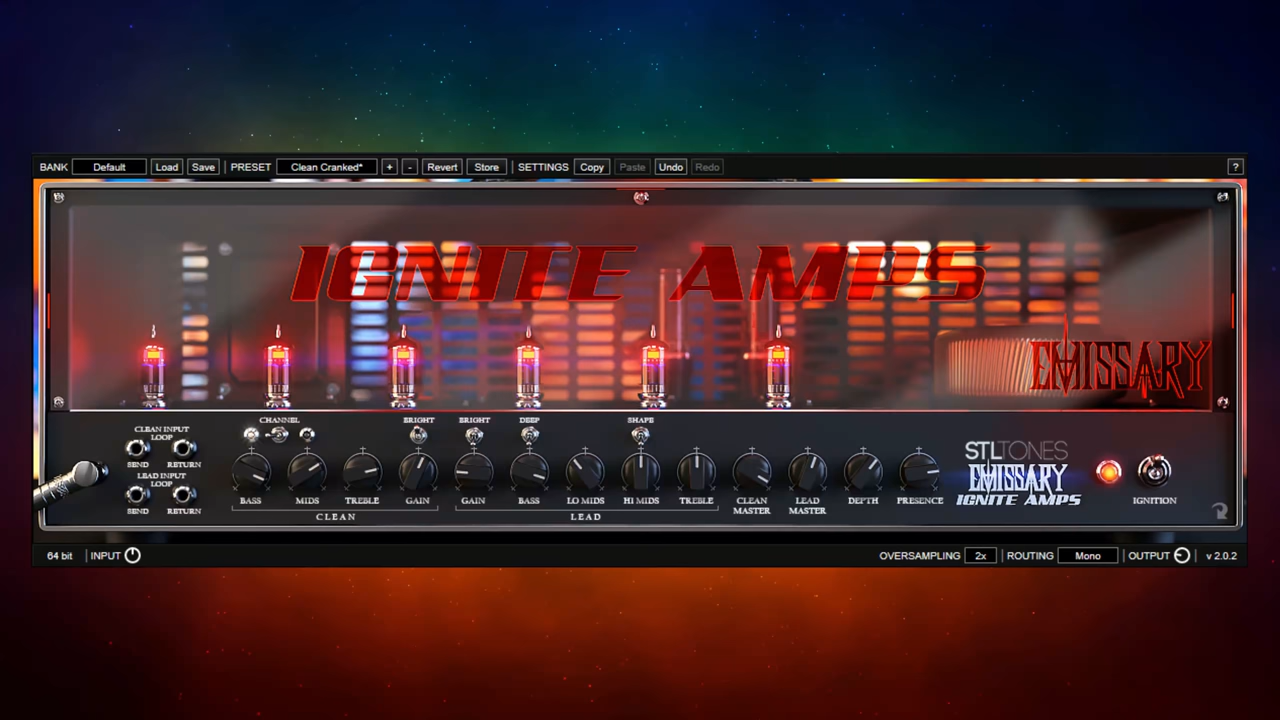 BANK Default Load Save PRESET Clean Cranked* + - Revert Store SETTINGS Copy Paste Undo Redo ?
IGNITE AMPS
EMISSARY
CLEAN INPUT
LOOP
SEND RETURN
LEAD INPUT
LOOP
SEND RETURN
CHANNEL BRIGHT BRIGHT DEEP SHAPE
BASS MIDS TREBLE GAIN GAIN BASS LO MIDS HI MIDS TREBLE CLEAN MASTER LEAD MASTER DEPTH PRESENCE
CLEAN LEAD
STLTONES
EMISSARY
IGNITE AMPS
IGNITION
64 bit INPUT OVERSAMPLING 2x ROUTING Mono OUTPUT v 2.0.2